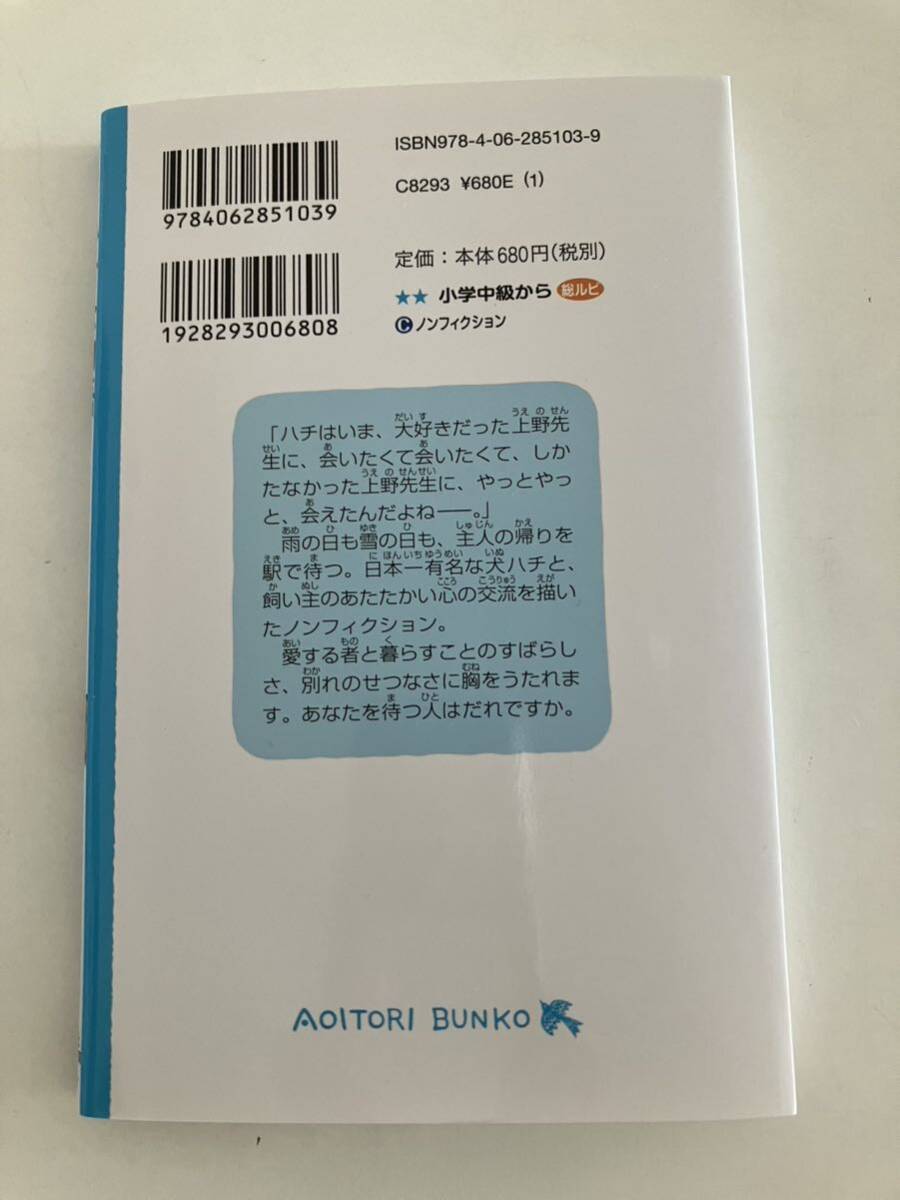 ISBN978-4-06-285103-9
C8293 ¥680E (1)
9784062851039
定価：本体680円(税別)
★★ 小学中級から 総ルビ
Ⓒノンフィクション
1928293006808
「ハチはいま、大好きだった上野先
生に、会いたくて会いたくて、しか
たなかった上野先生に、やっとやっ
と、会えたんだよね――。」
雨の日も雪の日も、主人の帰りを
駅で待つ。日本一有名な犬ハチと、
飼い主のあたたかい心の交流を描い
たノンフィクション。
愛する者と暮らすことのすばらし
さ、別れのせつなさに胸をうたれま
す。あなたを待つ人はだれですか。
AOITORI BUNKO